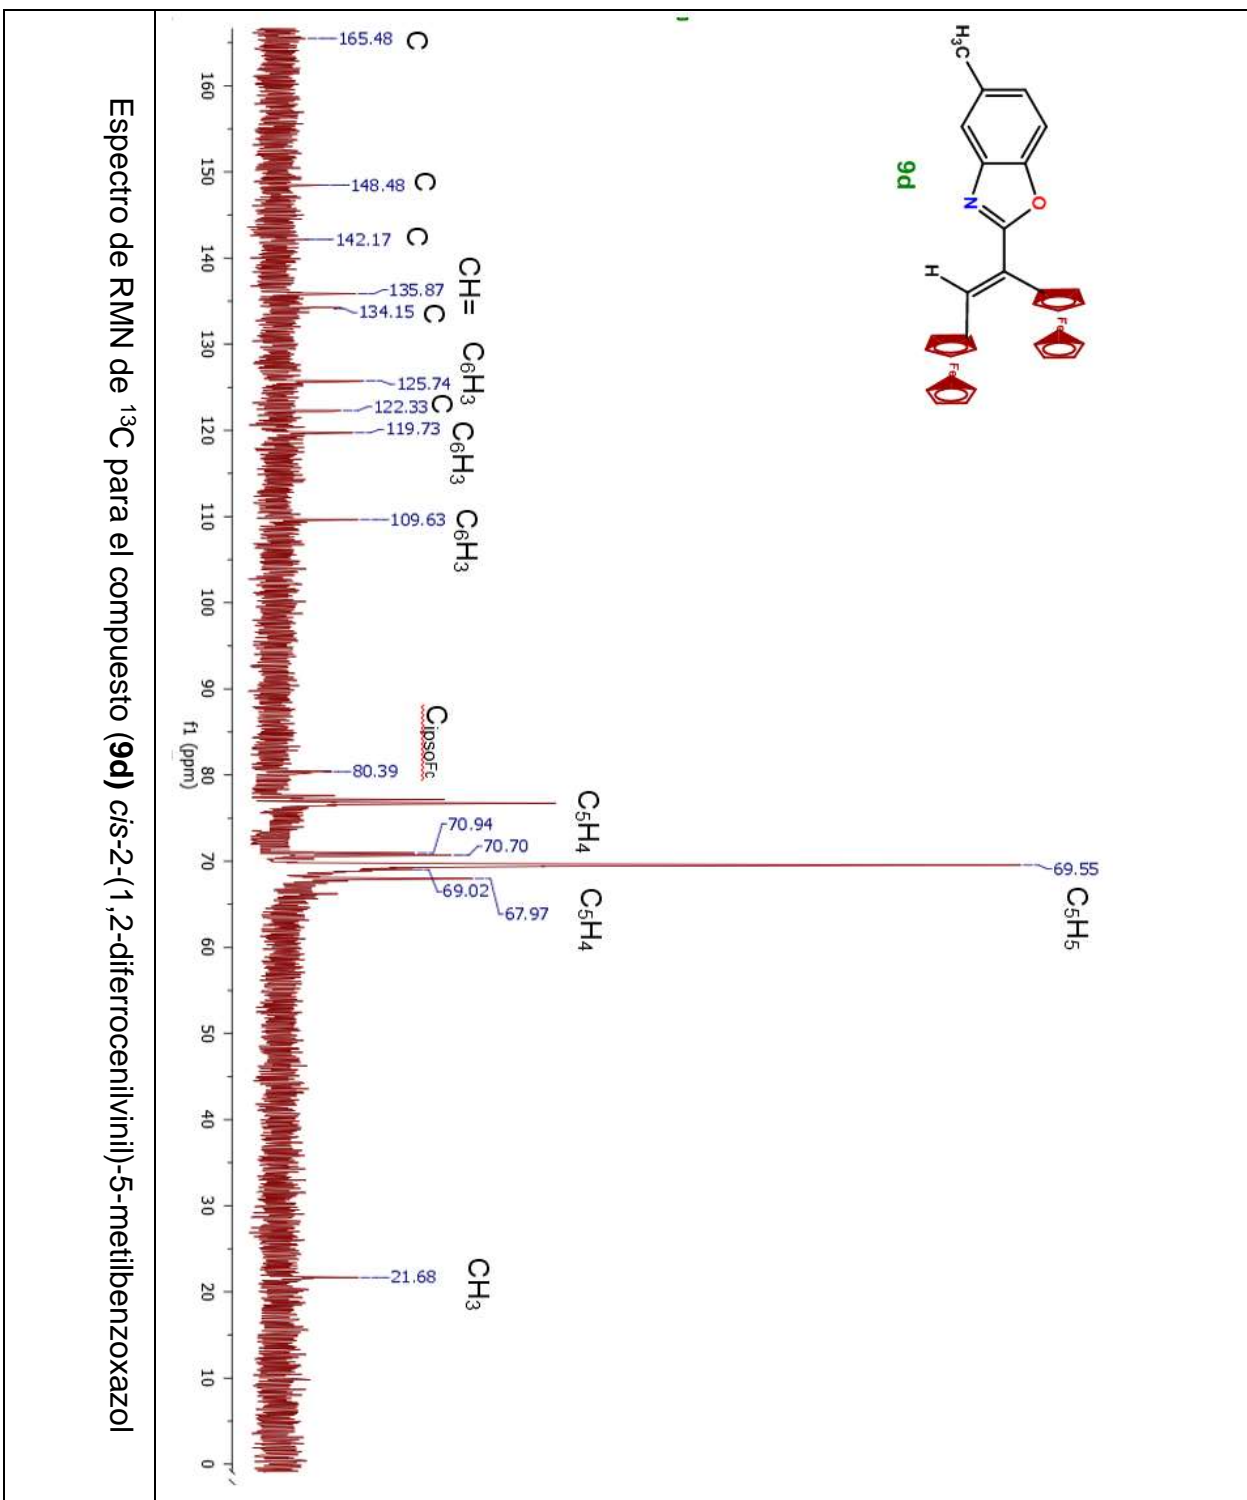 H₃C
N
O
H
Fe
Fe
9d
165.48 C
148.48 C
142.17 C
135.87 CH=
134.15 C
125.74 C₆H₃
122.33 C
119.73 C₆H₃
109.63 C₆H₃
80.39 CipsoFc
70.94
70.70
C₅H₄
69.55 C₅H₅
69.02
67.97
C₅H₄
21.68 CH₃
160 150 140 130 120 110 100 90 80 70 60 50 40 30 20 10 0
f1 (ppm)
Espectro de RMN de ¹³C para el compuesto (9d) cis-2-(1,2-diferrocenilvinil)-5-metilbenzoxazol